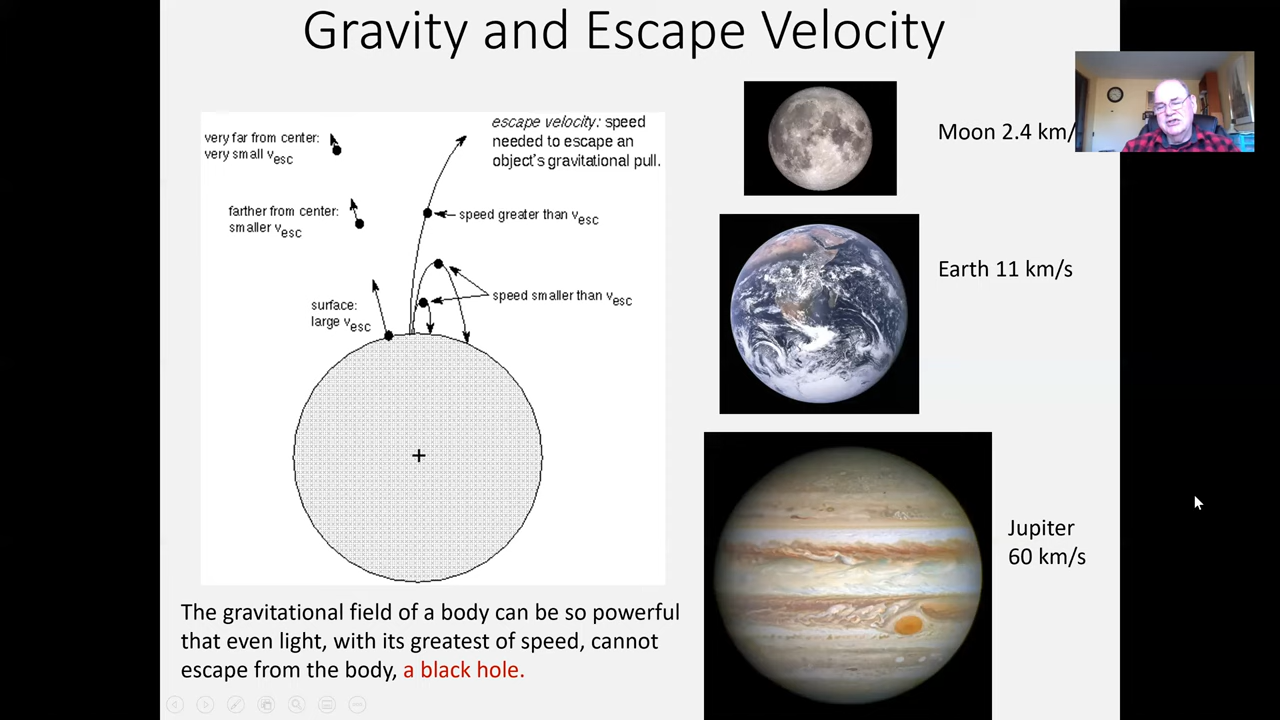 Gravity and Escape Velocity
very far from center:
very small vesc
farther from center:
smaller vesc
surface:
large vesc
escape velocity: speed
needed to escape an
object's gravitational pull.
speed greater than vesc
speed smaller than vesc
The gravitational field of a body can be so powerful
that even light, with its greatest of speed, cannot
escape from the body, a black hole.
Moon 2.4 km/
Earth 11 km/s
Jupiter
60 km/s